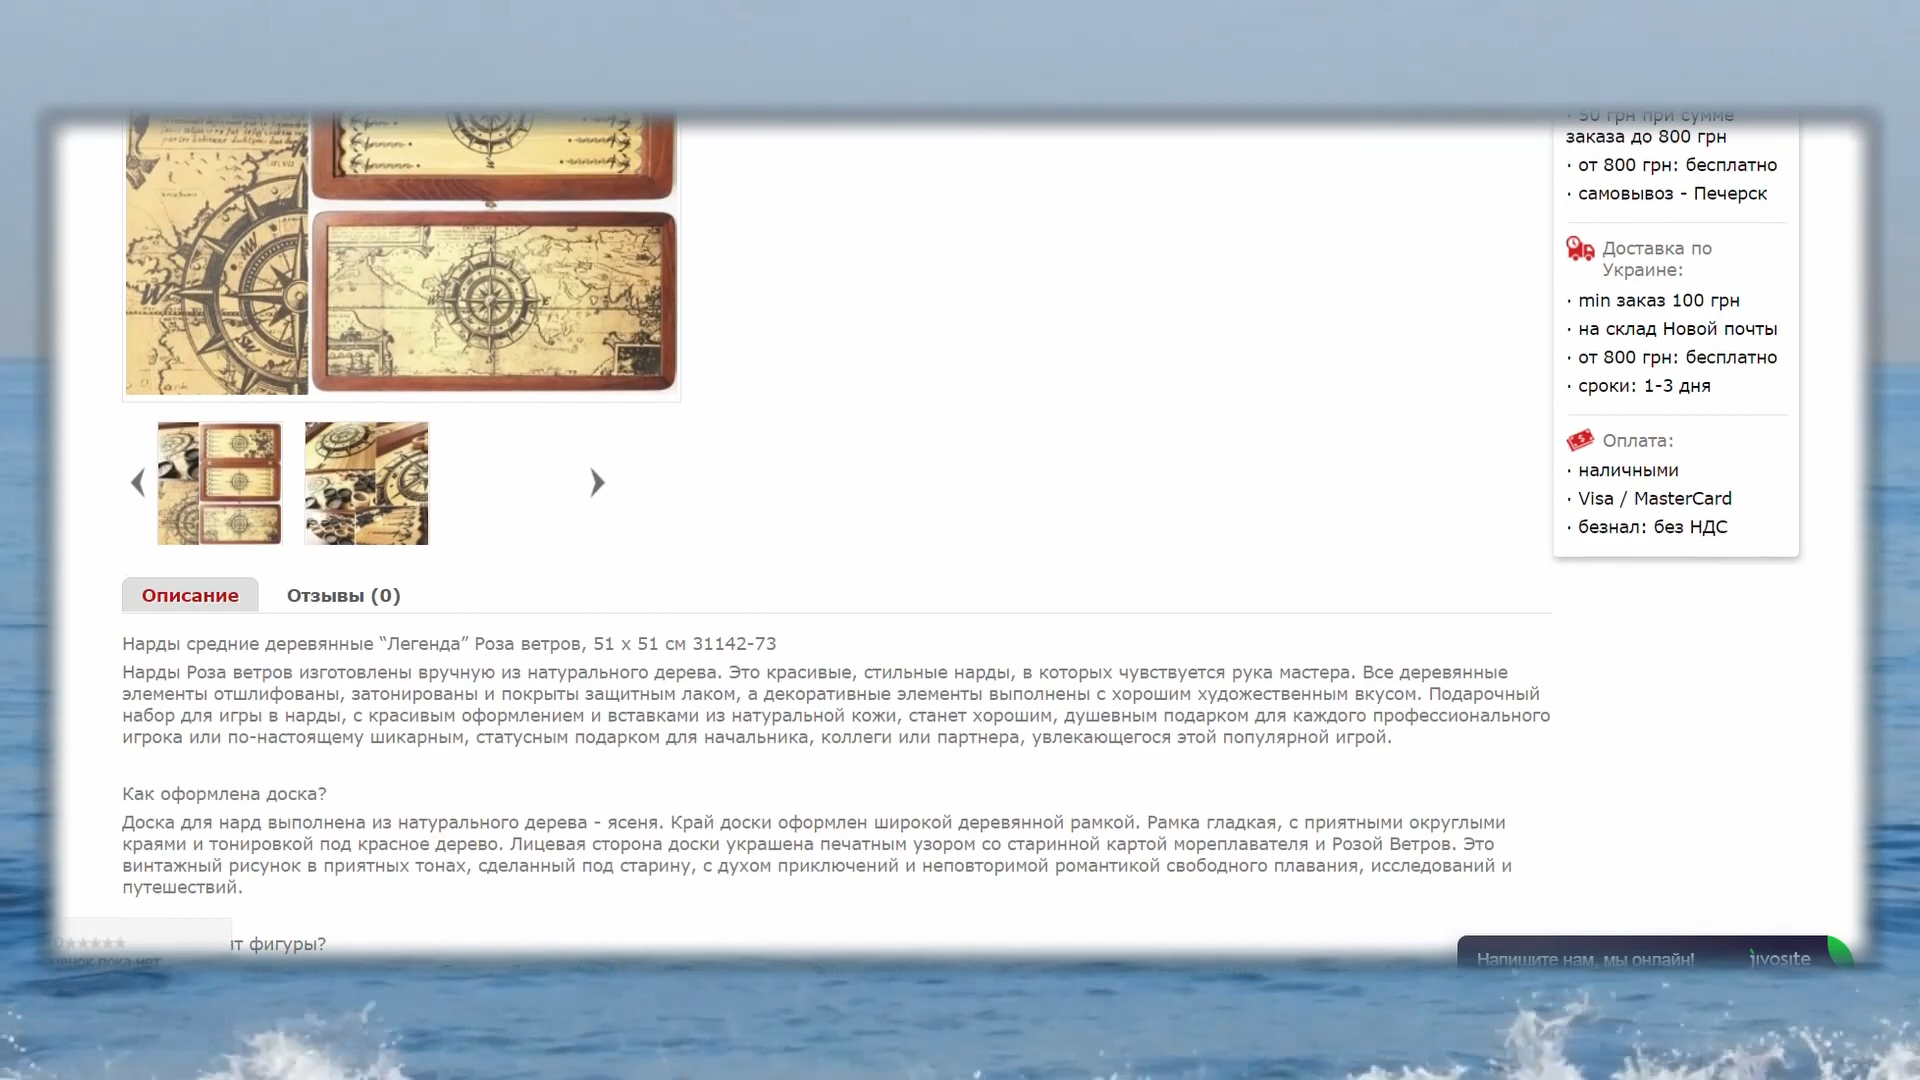 50 грн при сумме
заказа до 800 грн
· от 800 грн: бесплатно
· самовывоз - Печерск
Доставка по
Украине:
· min заказ 100 грн
· на склад Новой почты
· от 800 грн: бесплатно
· сроки: 1-3 дня
Оплата:
· наличными
· Visa / MasterCard
· безнал: без НДС
NW
W
SW
S
Описание
Отзывы (0)
Нарды средние деревянные “Легенда” Роза ветров, 51 x 51 см 31142-73
Нарды Роза ветров изготовлены вручную из натурального дерева. Это красивые, стильные нарды, в которых чувствуется рука мастера. Все деревянные
элементы отшлифованы, затонированы и покрыты защитным лаком, а декоративные элементы выполнены с хорошим художественным вкусом. Подарочный
набор для игры в нарды, с красивым оформлением и вставками из натуральной кожи, станет хорошим, душевным подарком для каждого профессионального
игрока или по-настоящему шикарным, статусным подарком для начальника, коллеги или партнера, увлекающегося этой популярной игрой.
Как оформлена доска?
Доска для нард выполнена из натурального дерева - ясеня. Край доски оформлен широкой деревянной рамкой. Рамка гладкая, с приятными округлыми
краями и тонировкой под красное дерево. Лицевая сторона доски украшена печатным узором со старинной картой мореплавателя и Розой Ветров. Это
винтажный рисунок в приятных тонах, сделанный под старину, с духом приключений и неповторимой романтикой свободного плавания, исследований и
путешествий.
фигуры?
пока нет
Напишите нам, мы онлайн!
jivosite